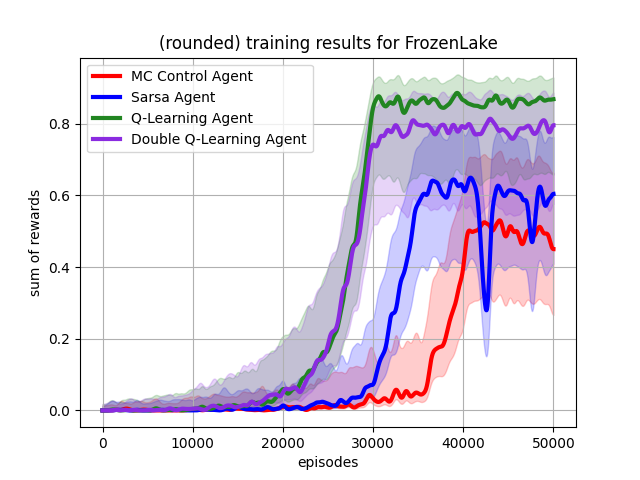 (rounded) training results for FrozenLake
MC Control Agent
Sarsa Agent
Q-Learning Agent
Double Q-Learning Agent
sum of rewards
0.8
0.6
0.4
0.2
0.0
0 10000 20000 30000 40000 50000
episodes